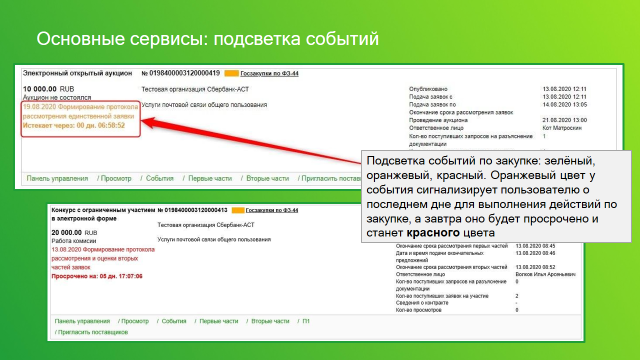 Основные сервисы: подсветка событий
Электронный открытый аукцион № 0198400003120000419 Госзакупки по ФЗ-44
10 000.00 RUB
Аукцион не состоялся
19.08.2020 Формирование протокола
рассмотрения единственной заявки
Истекает через: 00 дн. 06:58:52
Тестовая организация Сбербанк-АСТ
Услуги почтовой связи общего пользования
Опубликовано 13.08.2020 12:11
Подача заявок с 13.08.2020 12:11
Подача заявок по 14.08.2020 13:05
Окончание срока рассмотрения
Проведение аукциона 21.08.2020 13:00
Ответственное лицо Кот Матроскин
Кол-во поступивших запросов на разъяснение
документации
Панель управления / Просмотр / События / Первые части / Вторые части / Пригласить поставщиков
Подсветка событий по закупке: зелёный,
оранжевый, красный. Оранжевый цвет у
события сигнализирует пользователю о
последнем дне для выполнения действий по
закупке, а завтра оно будет просрочено и
станет красного цвета
Конкурс с ограниченным участием № 0198400003120000413 Госзакупки по ФЗ-44
в электронной форме
20 000.00 RUB
Работа комиссии
13.08.2020 Формирование протокола
рассмотрения и оценки вторых
частей заявок
Просрочено на: 05 дн. 17:07:06
Тестовая организация Сбербанк-АСТ
Услуги почтовой связи общего пользования
Окончание срока рассмотрения первых частей 13.08.2020 08:45
Дата и время подачи окончательных 13.08.2020 08:46
предложений
Окончание срока рассмотрения вторых частей 13.08.2020 08:52
Ответственное лицо Волков Илья Арсеньевич
Кол-во поступивших запросов на разъяснение 0
документации
Кол-во поступивших заявок на участие 2
Сведения о контракте -
Кол-во просмотров 8
Панель управления / Просмотр / События / Первые части / Вторые части / П1
/ Пригласить поставщиков